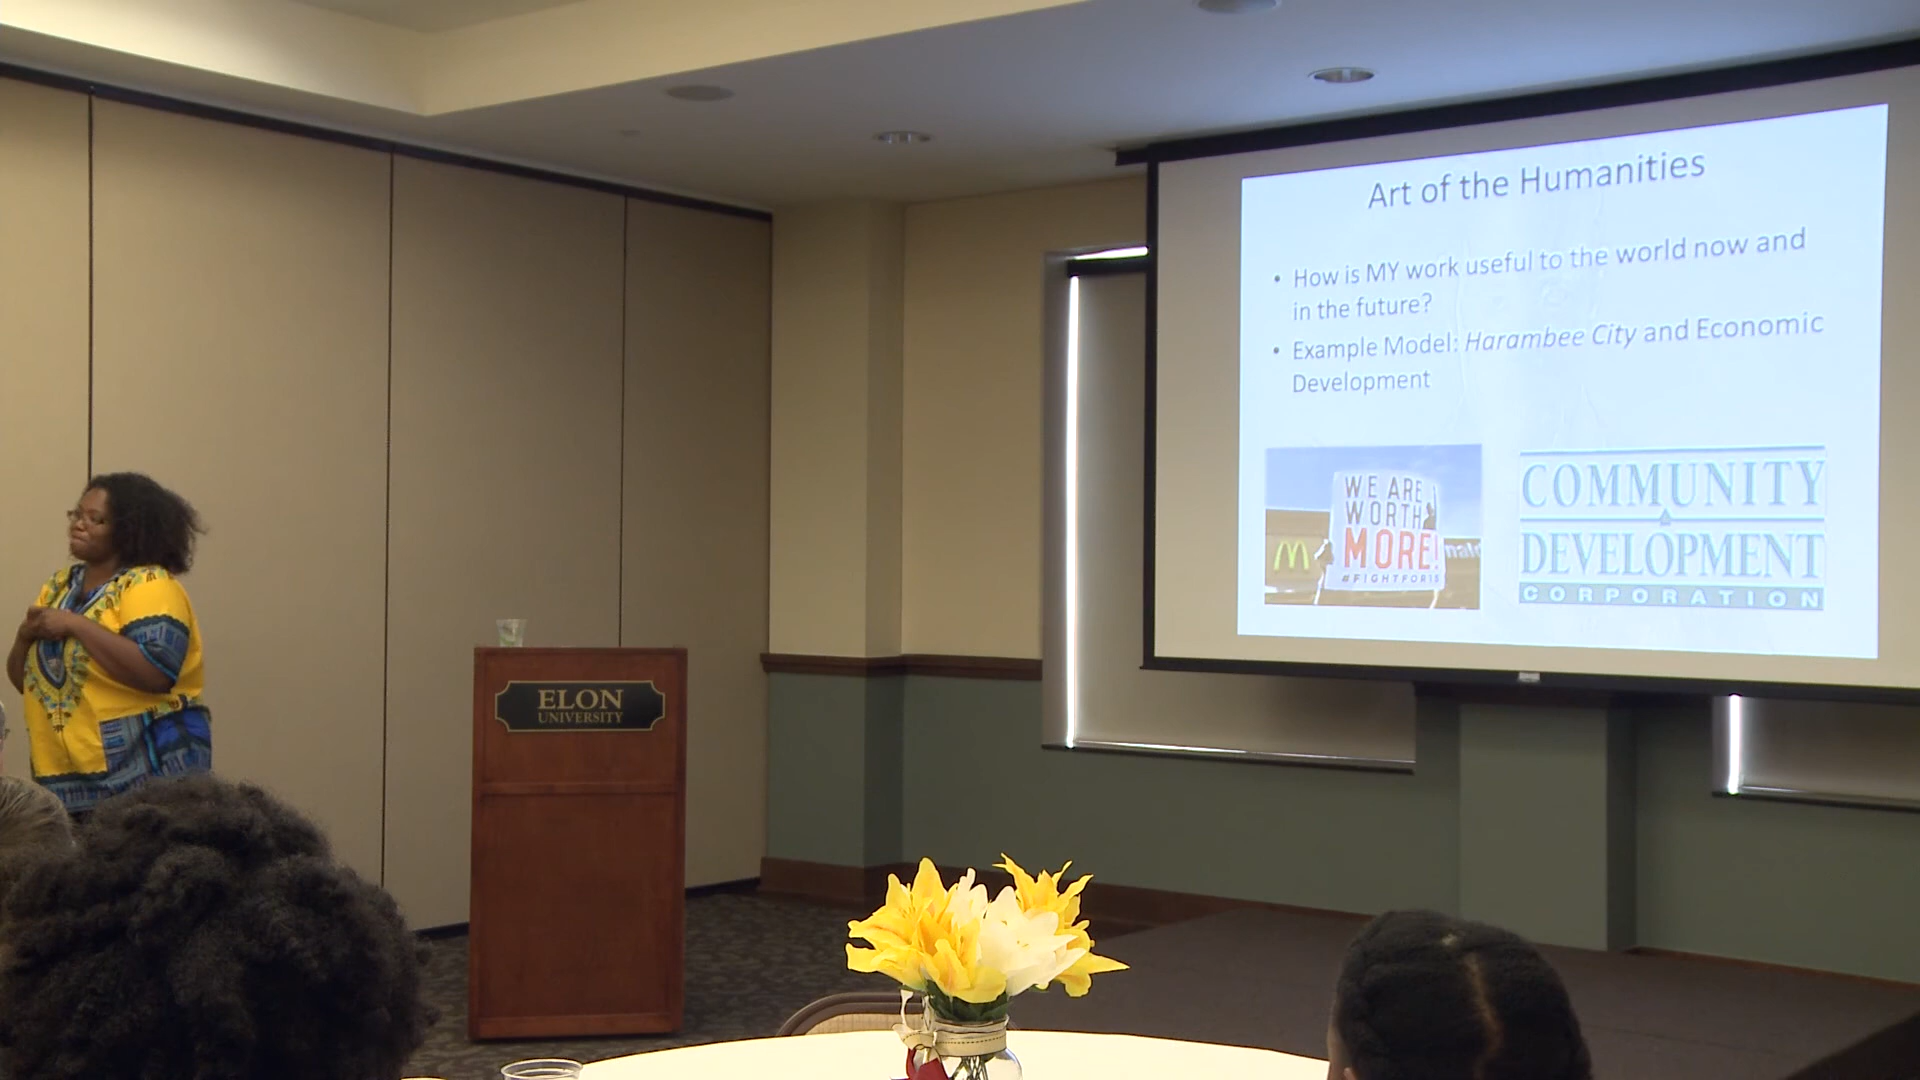 Art of the Humanities
• How is MY work useful to the world now and
in the future?
• Example Model: Harambee City and Economic
Development
WE ARE
WORTH
MORE!
#FIGHTFOR15
COMMUNITY
DEVELOPMENT
CORPORATION
ELON
UNIVERSITY